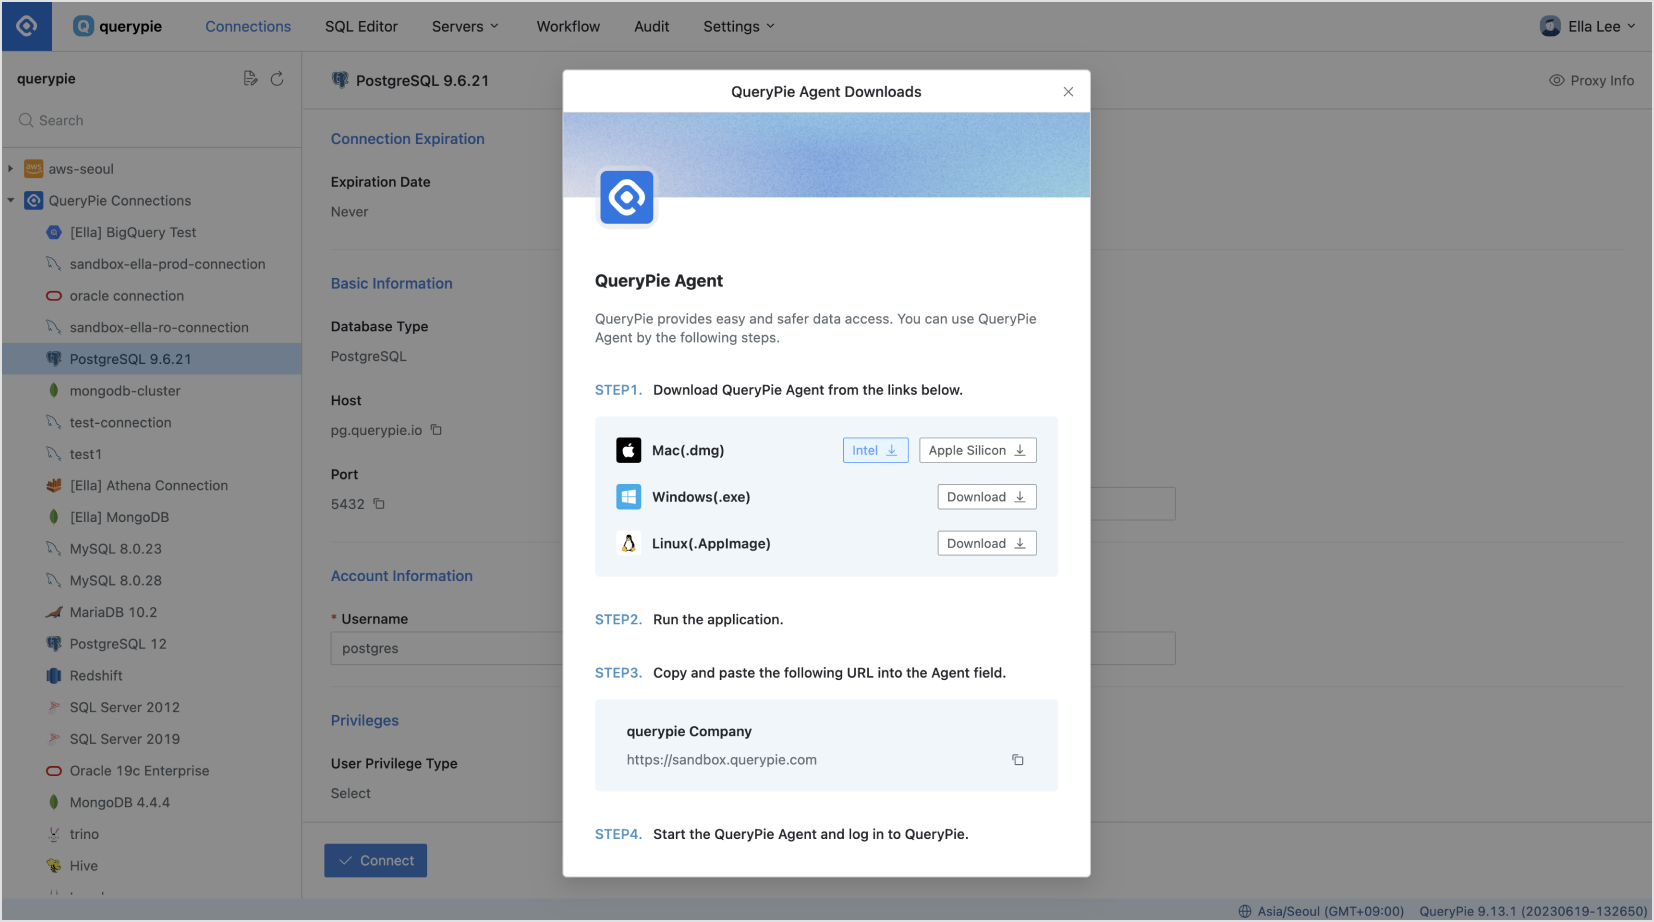 querypie
Connections
SQL Editor
Servers
Workflow
Audit
Settings
Ella Lee
querypie
Search
aws-seoul
QueryPie Connections
[Ella] BigQuery Test
sandbox-ella-prod-connection
oracle connection
sandbox-ella-ro-connection
PostgreSQL 9.6.21
mongodb-cluster
test-connection
test1
[Ella] Athena Connection
[Ella] MongoDB
MySQL 8.0.23
MySQL 8.0.28
MariaDB 10.2
PostgreSQL 12
Redshift
SQL Server 2012
SQL Server 2019
Oracle 19c Enterprise
MongoDB 4.4.4
trino
Hive
PostgreSQL 9.6.21
Proxy Info
Connection Expiration
Expiration Date
Never
Basic Information
Database Type
PostgreSQL
Host
pg.querypie.io
Port
5432
Account Information
* Username
postgres
Privileges
User Privilege Type
Select
Connect
QueryPie Agent Downloads
QueryPie Agent
QueryPie provides easy and safer data access. You can use QueryPie
Agent by the following steps.
STEP1. Download QueryPie Agent from the links below.
Mac(.dmg)
Intel
Apple Silicon
Windows(.exe)
Download
Linux(.AppImage)
Download
STEP2. Run the application.
STEP3. Copy and paste the following URL into the Agent field.
querypie Company
https://sandbox.querypie.com
STEP4. Start the QueryPie Agent and log in to QueryPie.
Asia/Seoul (GMT+09:00)
QueryPie 9.13.1 (20230619-132650)